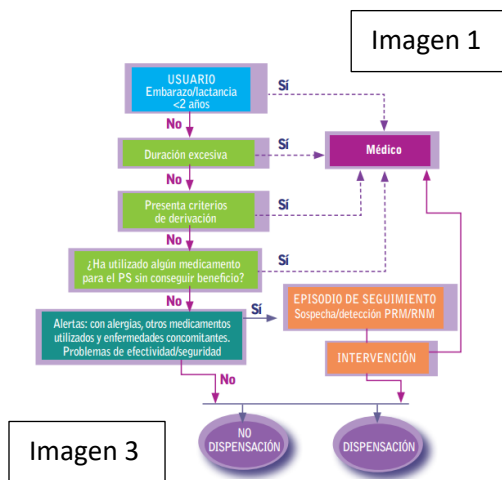 Imagen 1
USUARIO
Embarazo/lactancia
<2 años
Sí
No
Duración excesiva
Sí
Médico
No
Presenta criterios
de derivación
Sí
No
¿Ha utilizado algún medicamento
para el PS sin conseguir beneficio?
Sí
No
Alertas: con alergias, otros medicamentos
utilizados y enfermedades concomitantes.
Problemas de efectividad/seguridad
Sí
EPISODIO DE SEGUIMIENTO
Sospecha/detección PRM/RNM
INTERVENCIÓN
No
NO
DISPENSACIÓN
DISPENSACIÓN
Imagen 3